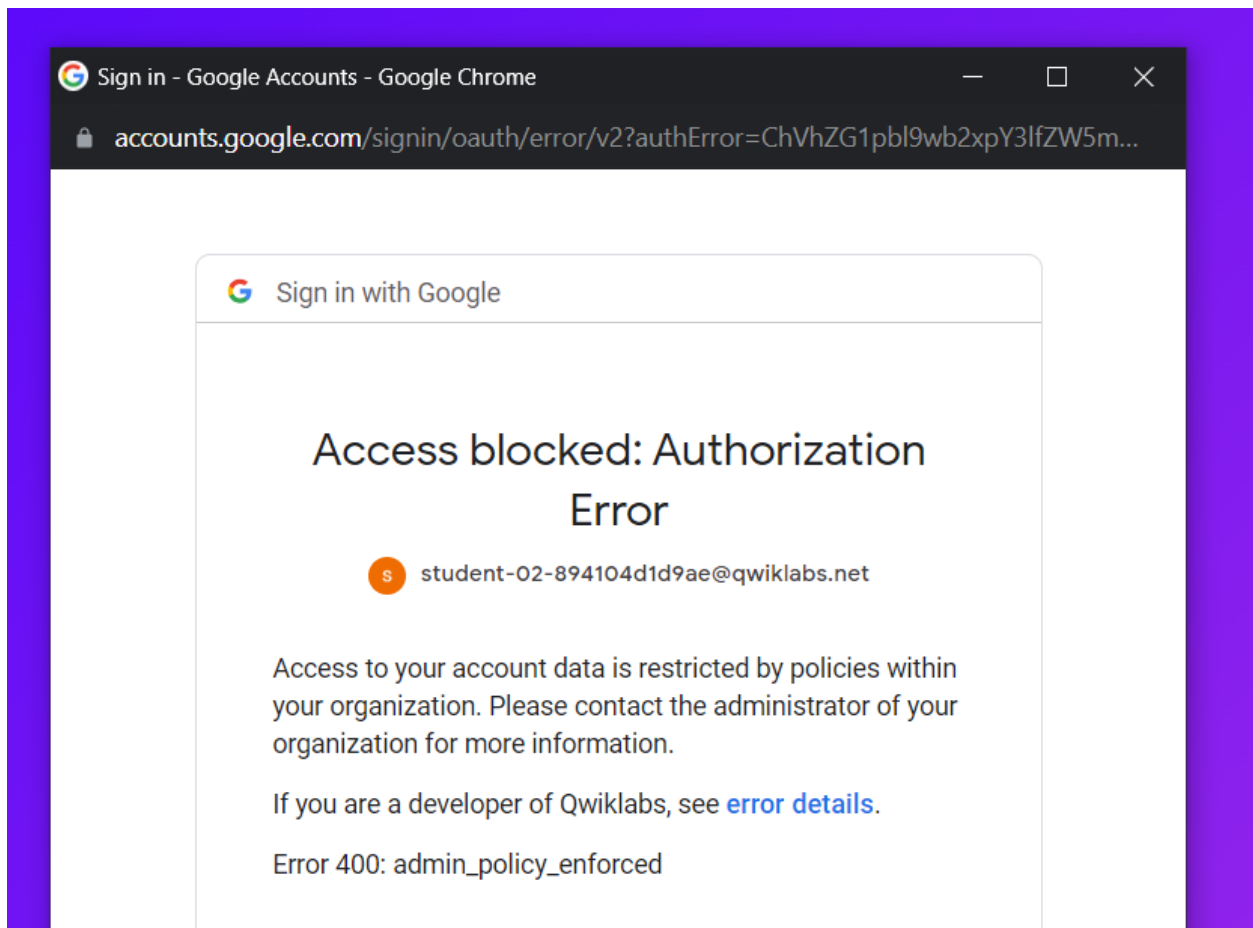 Sign in - Google Accounts - Google Chrome
accounts.google.com/signin/oauth/error/v2?authError=ChVhZG1pbl9wb2xpY3lfZW5m...
Sign in with Google
Access blocked: Authorization
Error
s student-02-894104d1d9ae@qwiklabs.net
Access to your account data is restricted by policies within
your organization. Please contact the administrator of your
organization for more information.
If you are a developer of Qwiklabs, see error details.
Error 400: admin_policy_enforced